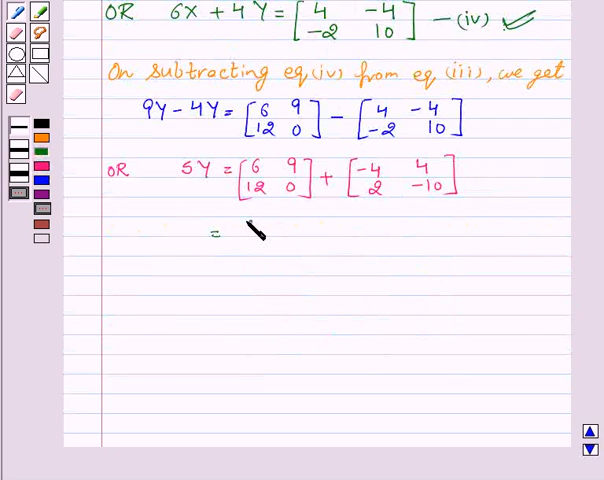 OR 6X + 4Y = [4 -4 -(iv) ✓
-2 10]
On subtracting eq (iv) from eq (iii), we get
9Y - 4Y = [6 9 12 0] - [4 -4 -2 10]
OR 5Y = [6 9 12 0] + [-4 4 2 -10]
=